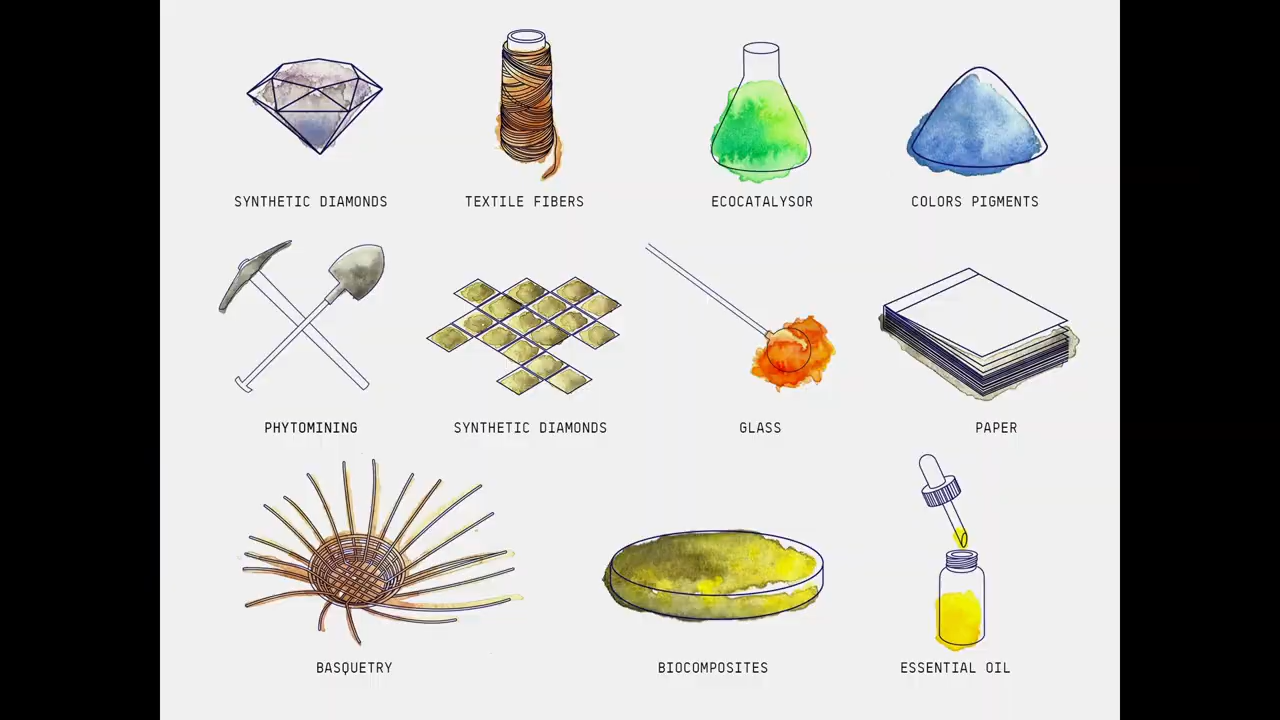 SYNTHETIC DIAMONDS
TEXTILE FIBERS
ECOCATALYSOR
COLORS PIGMENTS
PHYTOMINING
SYNTHETIC DIAMONDS
GLASS
PAPER
BASQUETRY
BIOCOMPOSITES
ESSENTIAL OIL